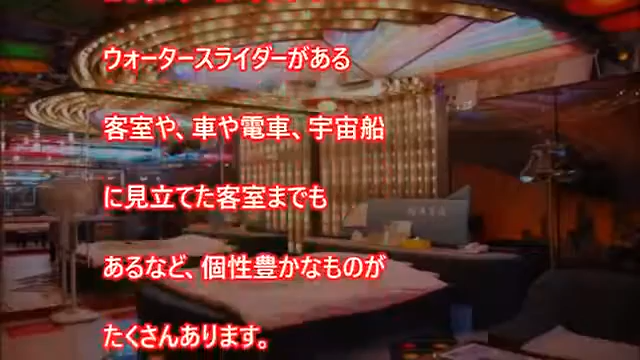 ウォータースライダーがある
客室や、車や電車、宇宙船
に見立てた客室までも
あるなど、個性豊かなものが
たくさんあります。